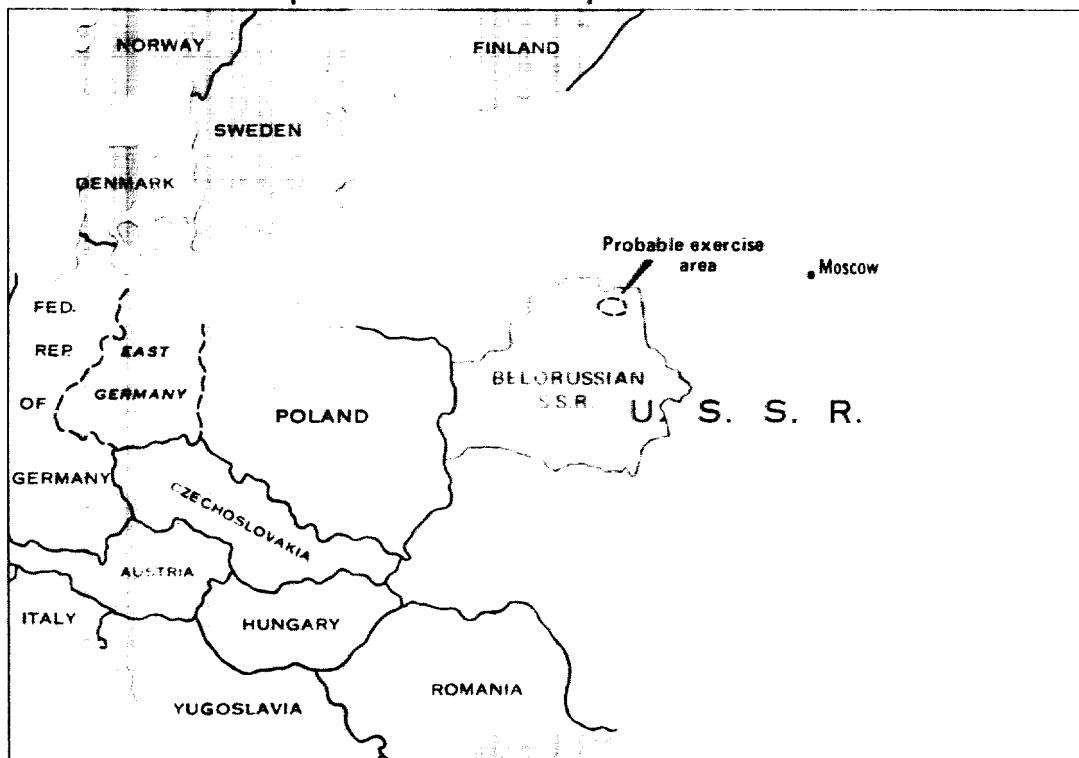 NORWAY
FINLAND
SWEDEN
DENMARK
Probable exercise
area
Moscow
FED.
REP.
OF
GERMANY
EAST
GERMANY
POLAND
BELORUSSIAN
S.S.R.
U. S. S. R.
CZECHOSLOVAKIA
AUSTRIA
ITALY
HUNGARY
ROMANIA
YUGOSLAVIA